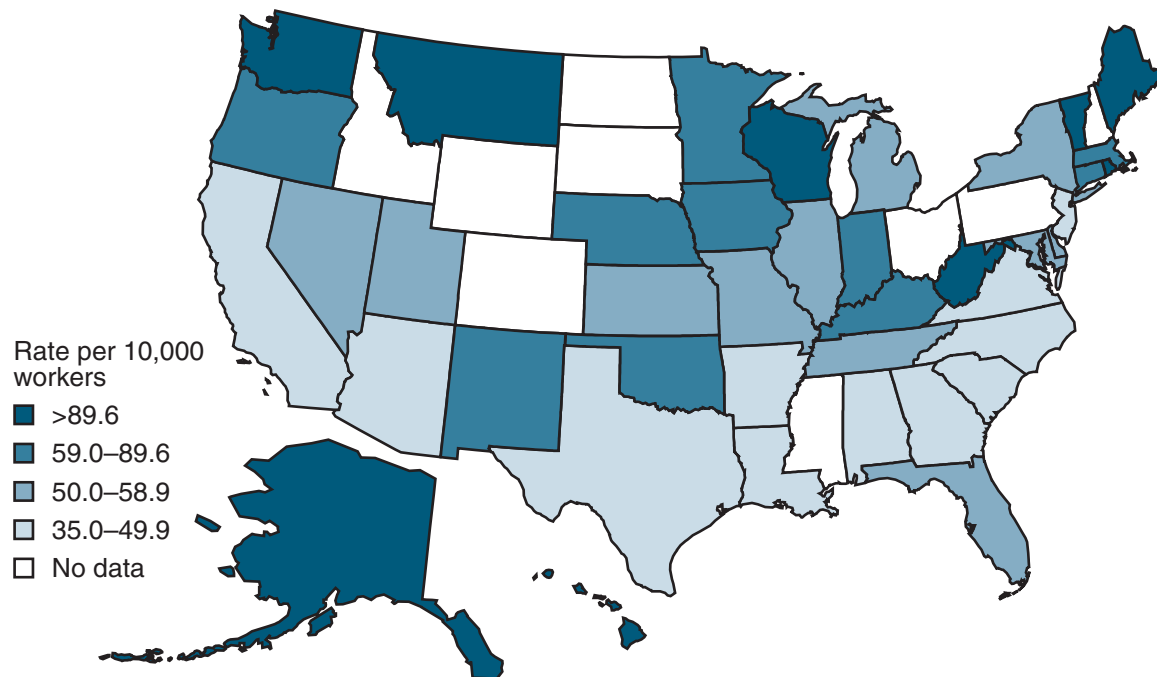 Rate per 10,000
workers
>89.6
59.0–89.6
50.0–58.9
35.0–49.9
No data